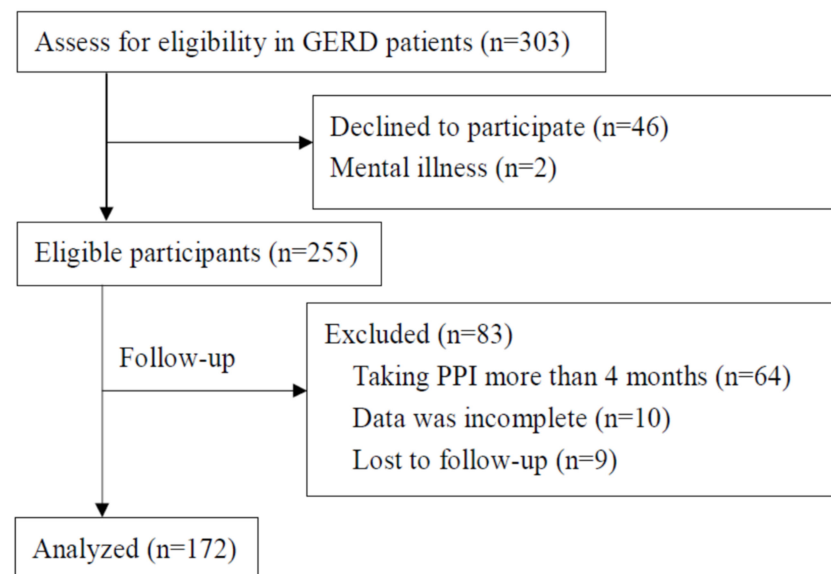 Assess for eligibility in GERD patients (n=303)
Declined to participate (n=46)
Mental illness (n=2)
Eligible participants (n=255)
Follow-up
Excluded (n=83)
Taking PPI more than 4 months (n=64)
Data was incomplete (n=10)
Lost to follow-up (n=9)
Analyzed (n=172)